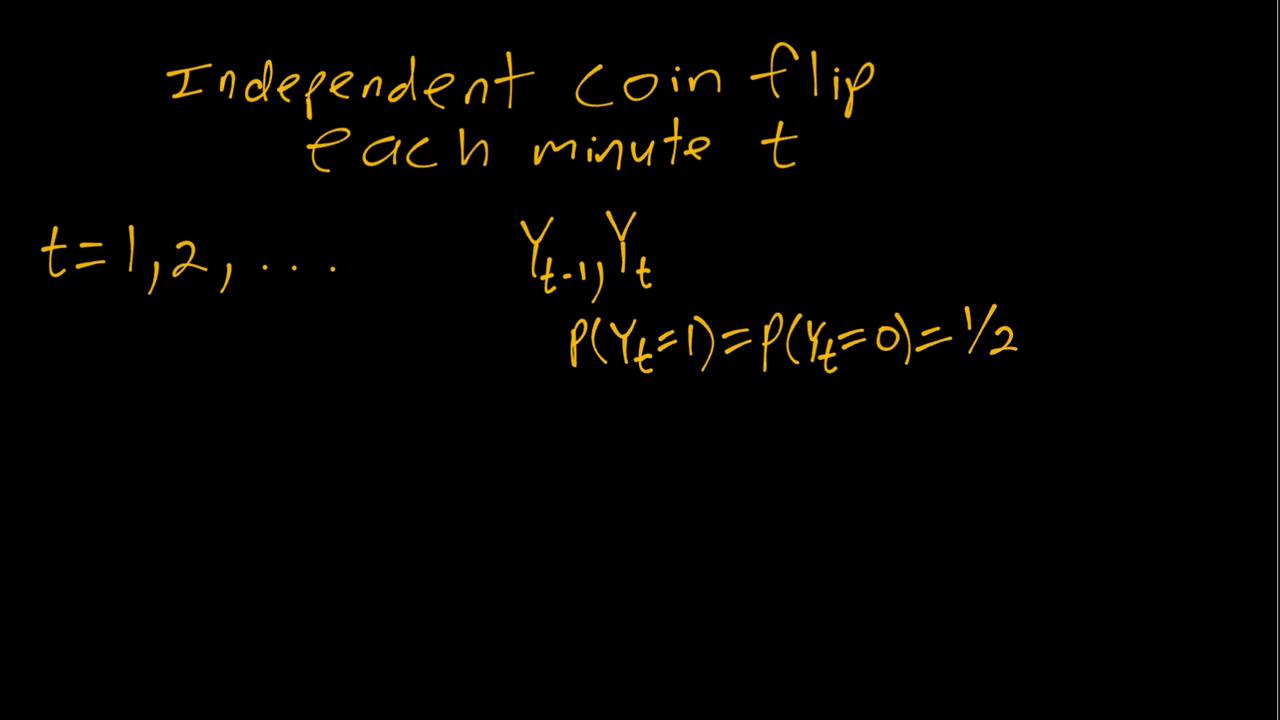 Independent coin flip
each minute t
t=1,2,...
Y_{t-1}, Y_t
P(Y_t=1)=P(Y_t=0)=1/2